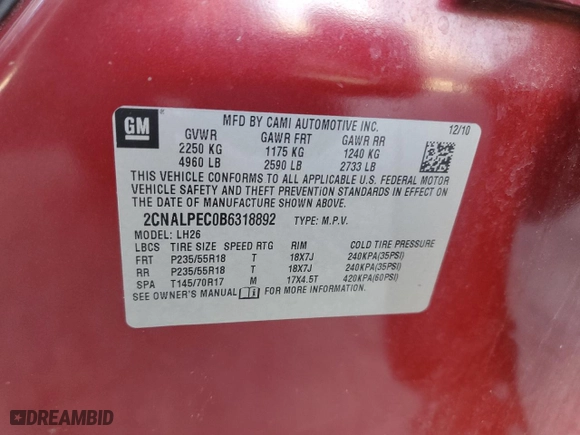 GM
MFD BY CAMI AUTOMOTIVE INC. 12/10
GVWR GAWR FRT GAWR RR
2250 KG 1175 KG 1240 KG
4960 LB 2590 LB 2733 LB
THIS VEHICLE CONFORMS TO ALL APPLICABLE U.S. FEDERAL MOTOR
VEHICLE SAFETY AND THEFT PREVENTION STANDARDS IN EFFECT ON
THE DATE OF MANUFACTURE SHOWN ABOVE.
2CNALPEC0B6318892 TYPE: M.P.V.
MODEL: LH26
LBCS TIRE SIZE SPEED RTG RIM COLD TIRE PRESSURE
FRT P235/55R18 T 18X7J 240KPA(35PSI)
RR P235/55R18 T 18X7J 240KPA(35PSI)
SPA T145/70R17 M 17X4.5T 420KPA(60PSI)
SEE OWNER'S MANUAL FOR MORE INFORMATION.
DREAMBID